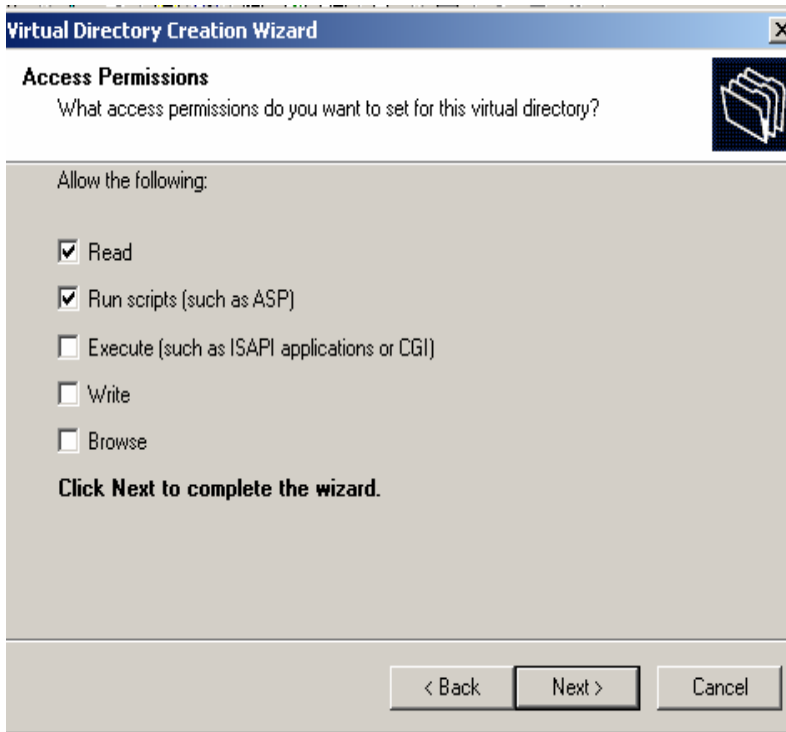 Virtual Directory Creation Wizard
Access Permissions
What access permissions do you want to set for this virtual directory?
Allow the following:
Read
Run scripts (such as ASP)
Execute (such as ISAPI applications or CGI)
Write
Browse
Click Next to complete the wizard.
< Back Next > Cancel